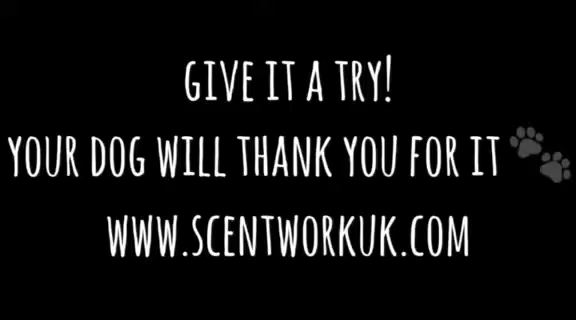 GIVE IT A TRY!
YOUR DOG WILL THANK YOU FOR IT
WWW.SCENTWORKUK.COM